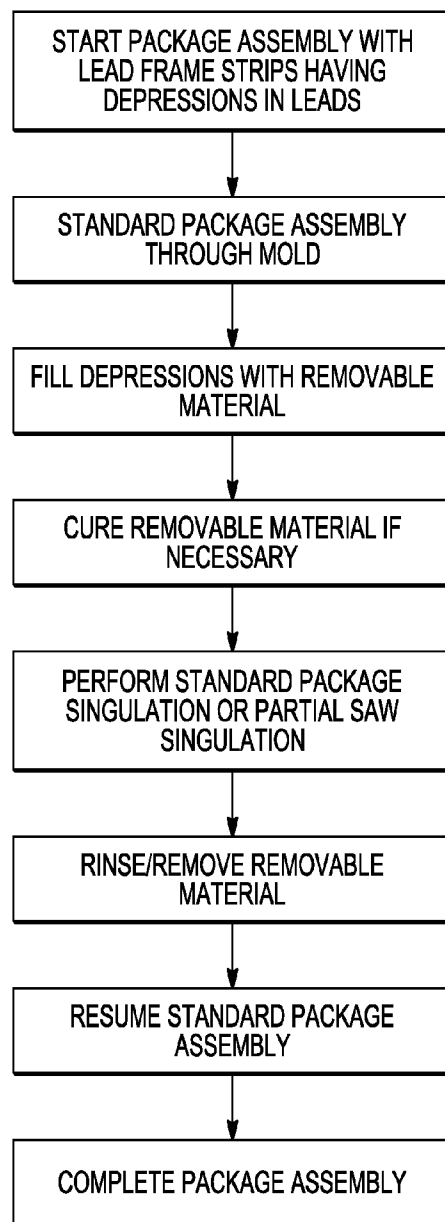 START PACKAGE ASSEMBLY WITH
LEAD FRAME STRIPS HAVING
DEPRESSIONS IN LEADS
STANDARD PACKAGE ASSEMBLY
THROUGH MOLD
FILL DEPRESSIONS WITH REMOVABLE
MATERIAL
CURE REMOVABLE MATERIAL IF
NECESSARY
PERFORM STANDARD PACKAGE
SINGULATION OR PARTIAL SAW
SINGULATION
RINSE/REMOVE REMOVABLE
MATERIAL
RESUME STANDARD PACKAGE
ASSEMBLY
COMPLETE PACKAGE ASSEMBLY